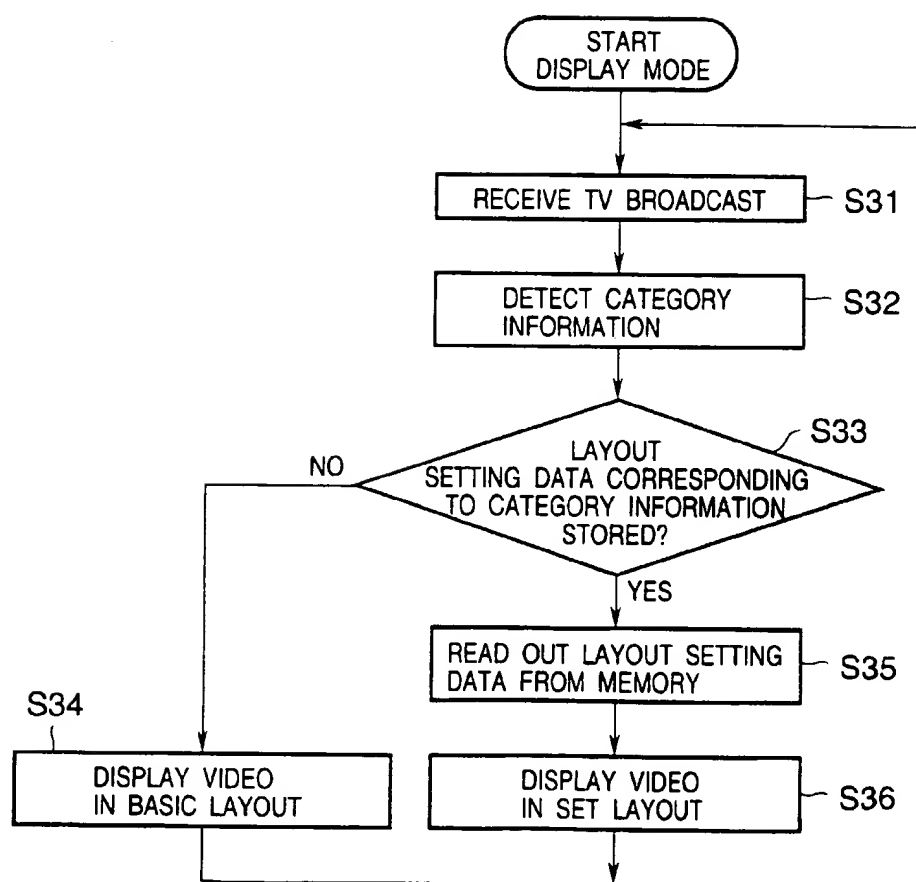 START
DISPLAY MODE
RECEIVE TV BROADCAST
S31
DETECT CATEGORY
INFORMATION
S32
S33
LAYOUT
SETTING DATA CORRESPONDING
TO CATEGORY INFORMATION
STORED?
NO
YES
READ OUT LAYOUT SETTING
DATA FROM MEMORY
S35
S34
DISPLAY VIDEO
IN BASIC LAYOUT
DISPLAY VIDEO
IN SET LAYOUT
S36